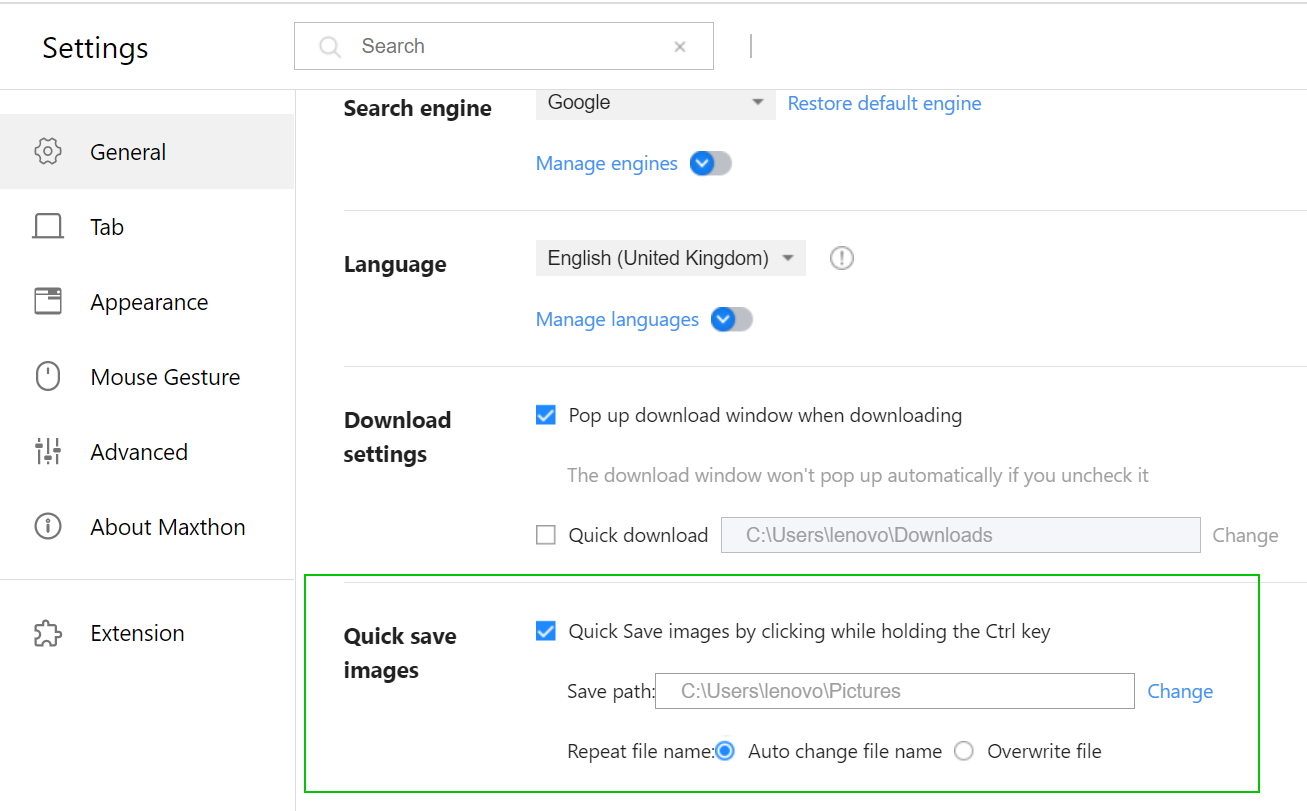 Settings
Search
General
Tab
Appearance
Mouse Gesture
Advanced
About Maxthon
Extension
Search engine
Google
Restore default engine
Manage engines
Language
English (United Kingdom)
Manage languages
Download
settings
Pop up download window when downloading
The download window won't pop up automatically if you uncheck it
Quick download
C:\Users\lenovo\Downloads
Change
Quick save
images
Quick Save images by clicking while holding the Ctrl key
Save path:
C:\Users\lenovo\Pictures
Change
Repeat file name:
Auto change file name
Overwrite file